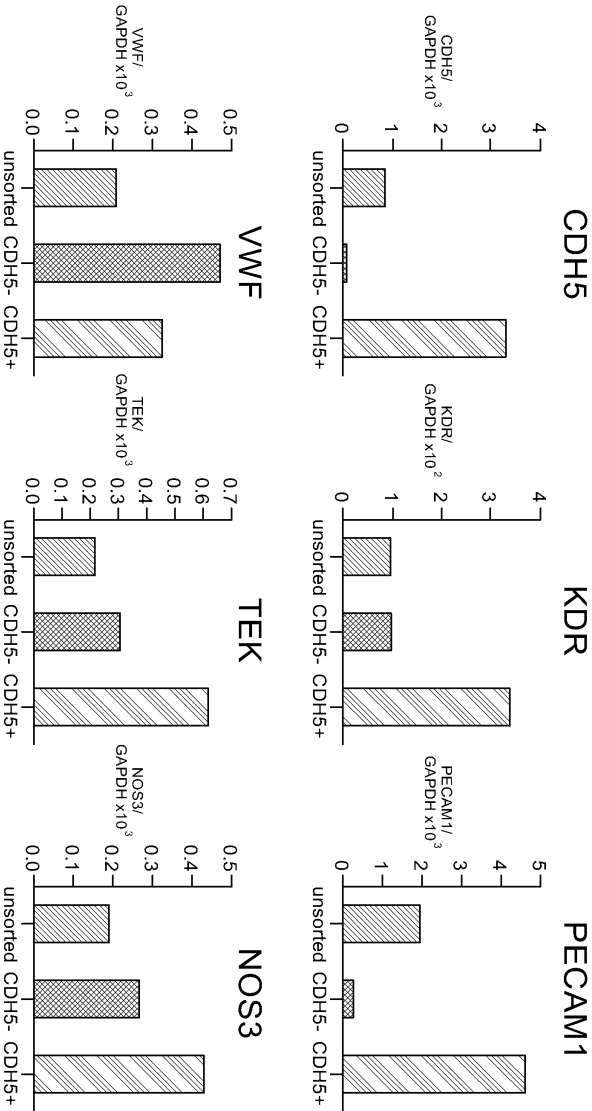 CDH5
CDH5/
GAPDH x10³
4
3
2
1
0
unsorted CDH5- CDH5+
KDR
KDR/
GAPDH x10²
4
3
2
1
0
unsorted CDH5- CDH5+
PECAM1
PECAM1/
GAPDH x10³
5
4
3
2
1
0
unsorted CDH5- CDH5+
VWF
VWF/
GAPDH x10³
0.5
0.4
0.3
0.2
0.1
0.0
unsorted CDH5- CDH5+
TEK
TEK/
GAPDH x10³
0.7
0.6
0.5
0.4
0.3
0.2
0.1
0.0
unsorted CDH5- CDH5+
NOS3
NOS3/
GAPDH x10³
0.5
0.4
0.3
0.2
0.1
0.0
unsorted CDH5- CDH5+